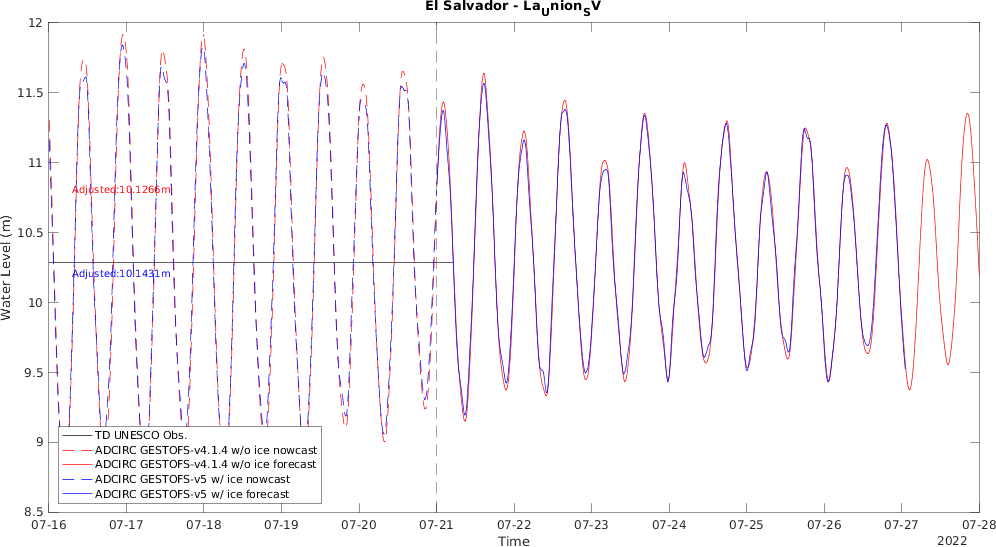 El Salvador - LaUnionSV
12
11.5
11
10.5
10
9.5
9
8.5
Water Level (m)
Adjusted:10.1266m
Adjusted:10.1431m
TD UNESCO Obs.
ADCIRC GESTOFS-v4.1.4 w/o ice nowcast
ADCIRC GESTOFS-v4.1.4 w/o ice forecast
ADCIRC GESTOFS-v5 w/ ice nowcast
ADCIRC GESTOFS-v5 w/ ice forecast
07-16 07-17 07-18 07-19 07-20 07-21 07-22 07-23 07-24 07-25 07-26 07-27 07-28
Time
2022